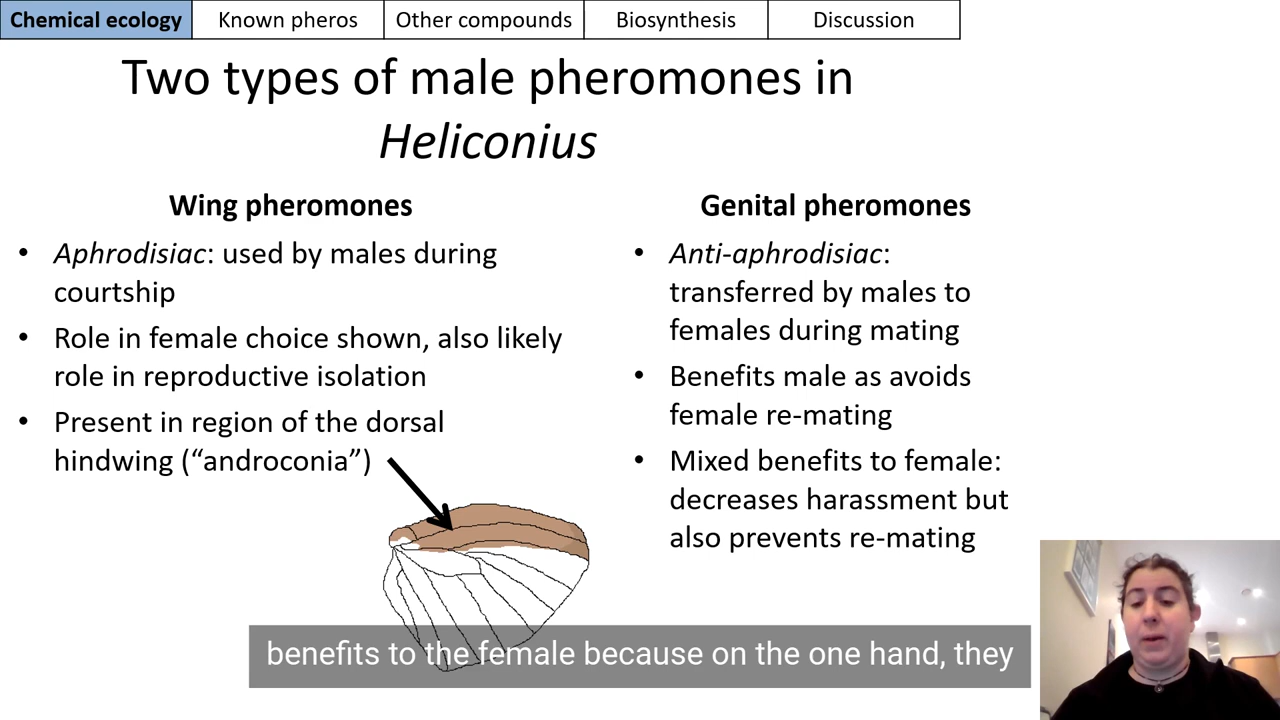 Chemical ecology
Known pheros
Other compounds
Biosynthesis
Discussion
Two types of male pheromones in
Heliconius
Wing pheromones
• Aphrodisiac: used by males during
courtship
• Role in female choice shown, also likely
role in reproductive isolation
• Present in region of the dorsal
hindwing (“androconia”)
Genital pheromones
• Anti-aphrodisiac:
transferred by males to
females during mating
• Benefits male as avoids
female re-mating
• Mixed benefits to female:
decreases harassment but
also prevents re-mating
benefits to the female because on the one hand, they